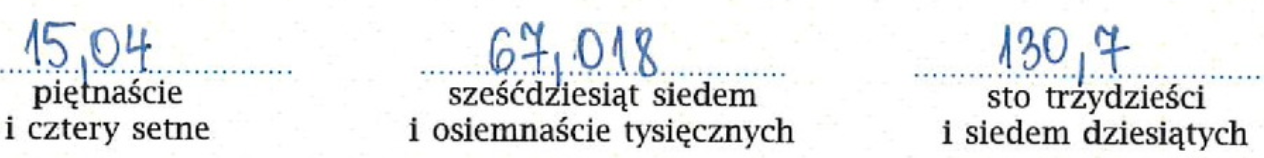 15,04 67,018 130,7
piętnaście sześćdziesiąt siedem sto trzydzieści
i cztery setne i osiemnaście tysięcznych i siedem dziesiątych